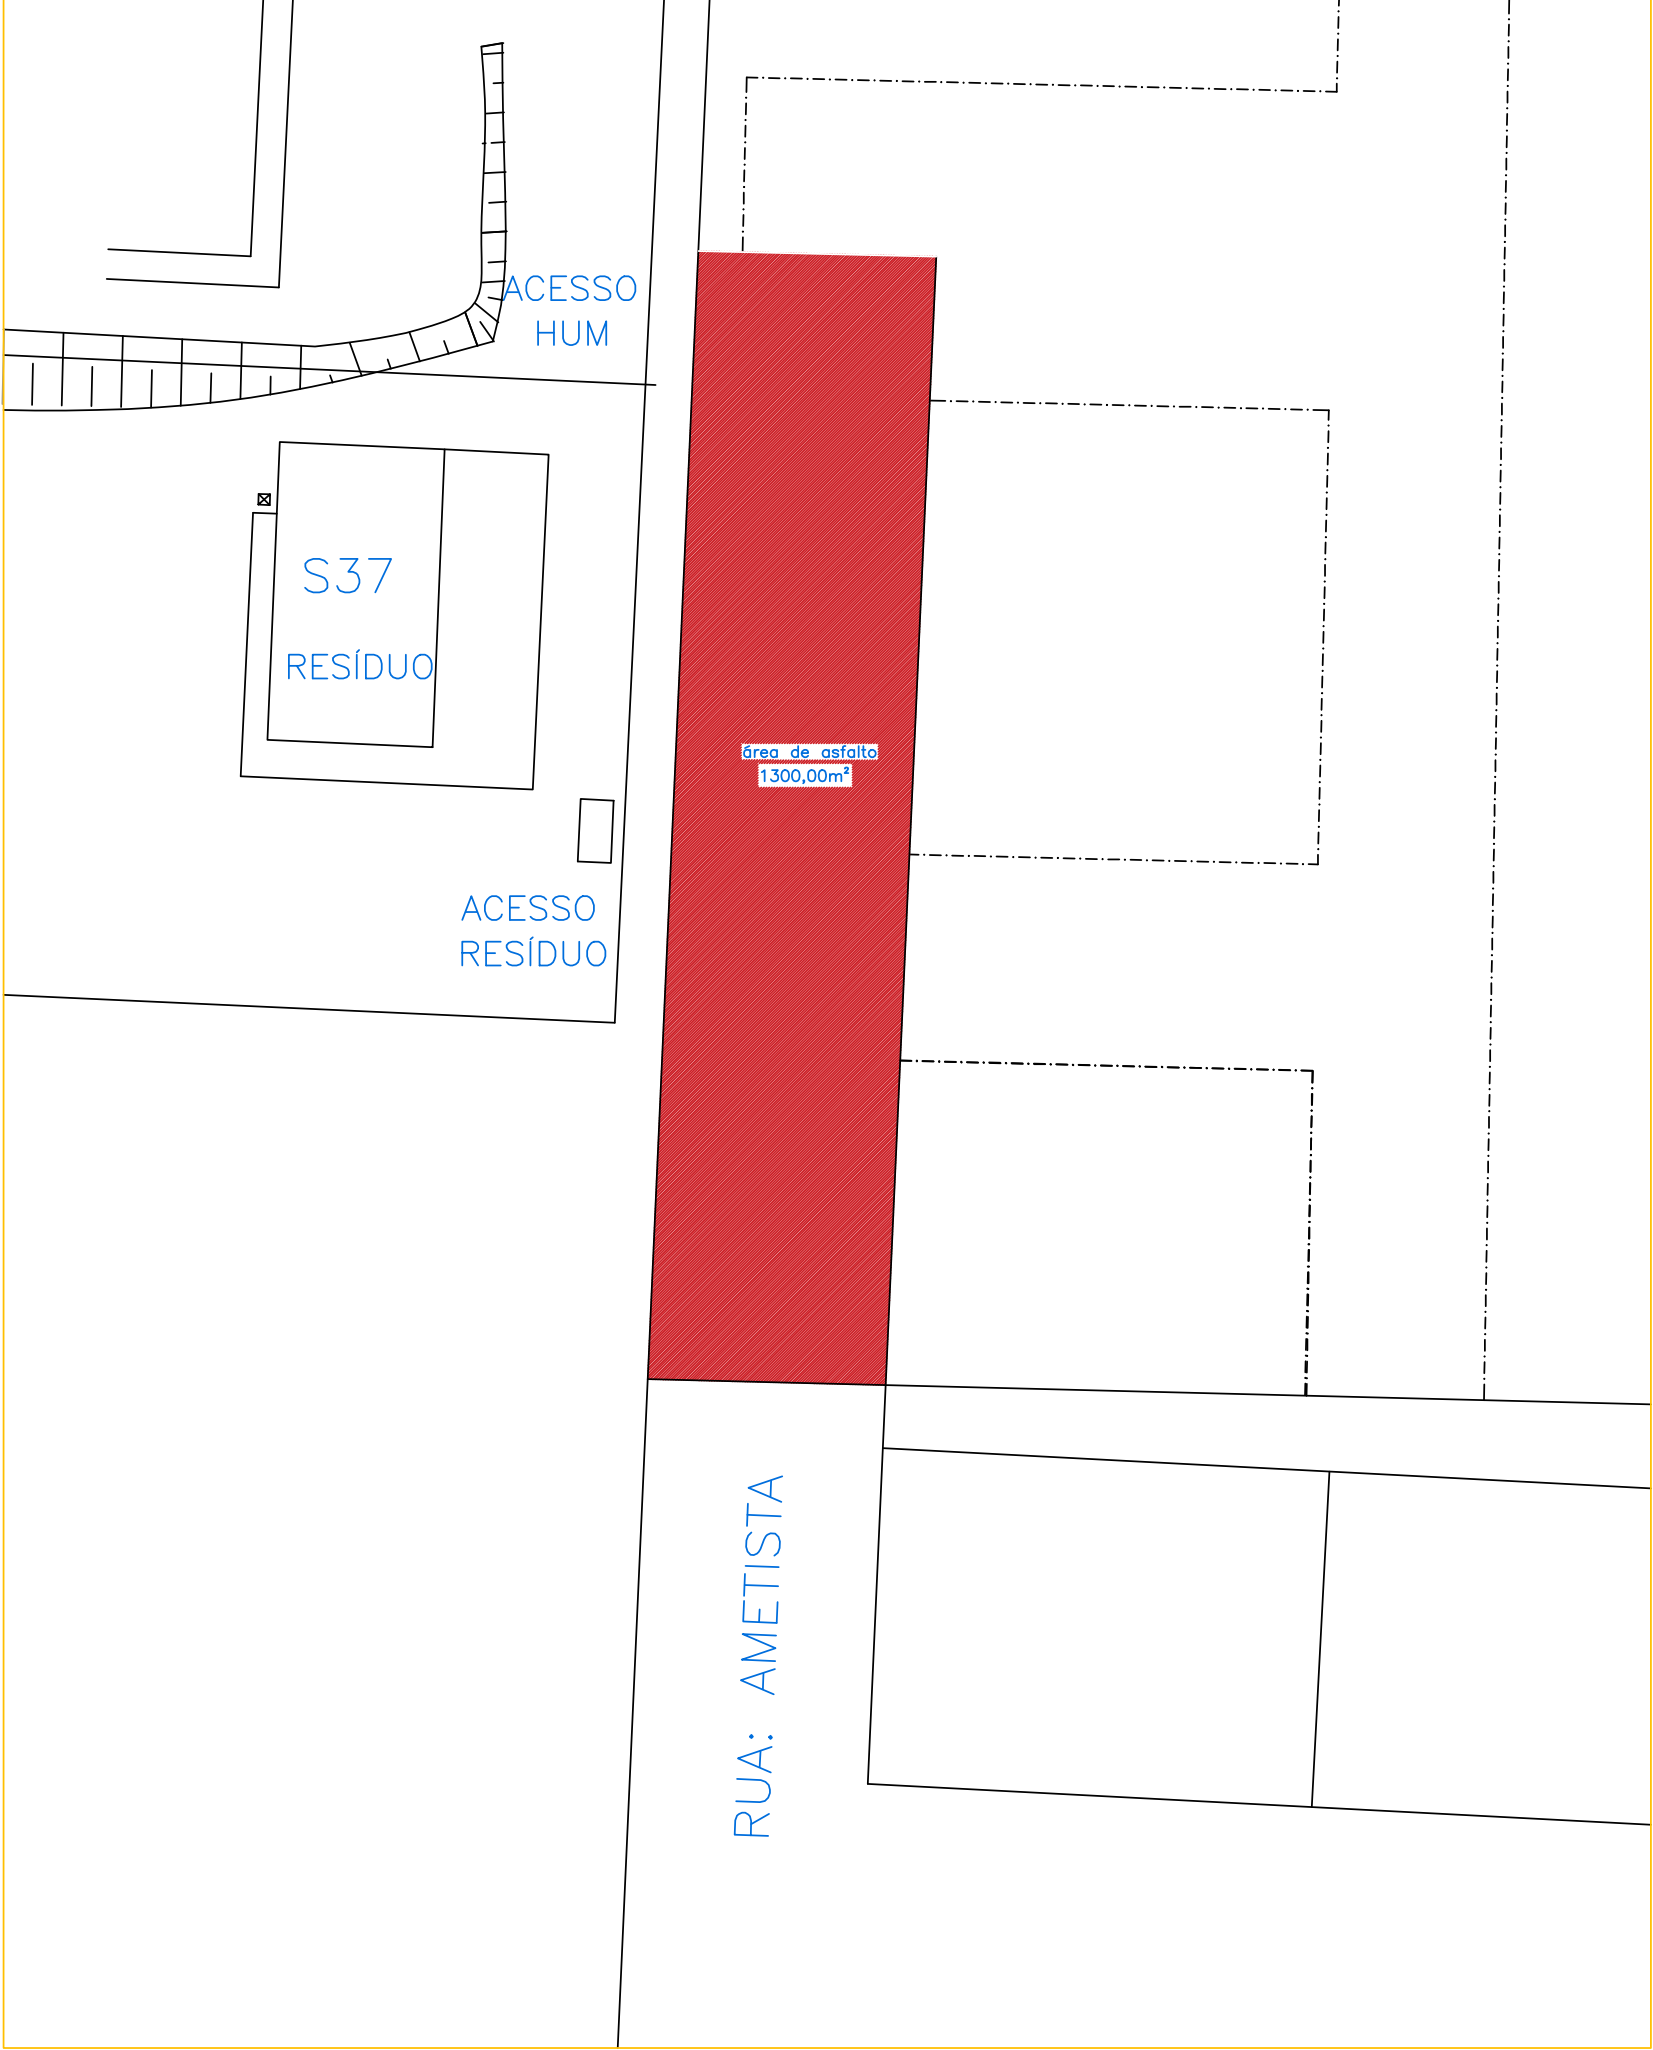 ACESSO
HUM
S37
RESÍDUO
área de asfalto
1300,00m²
ACESSO
RESÍDUO
RUA: AMETISTA